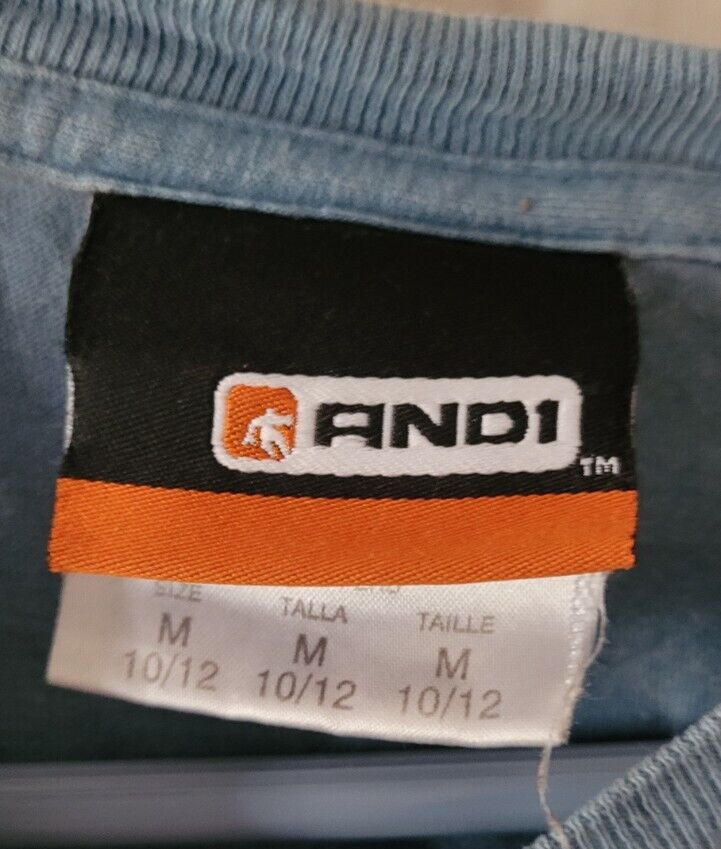 AND1
TM
SIZE TALLA TAILLE
M M M
10/12 10/12 10/12